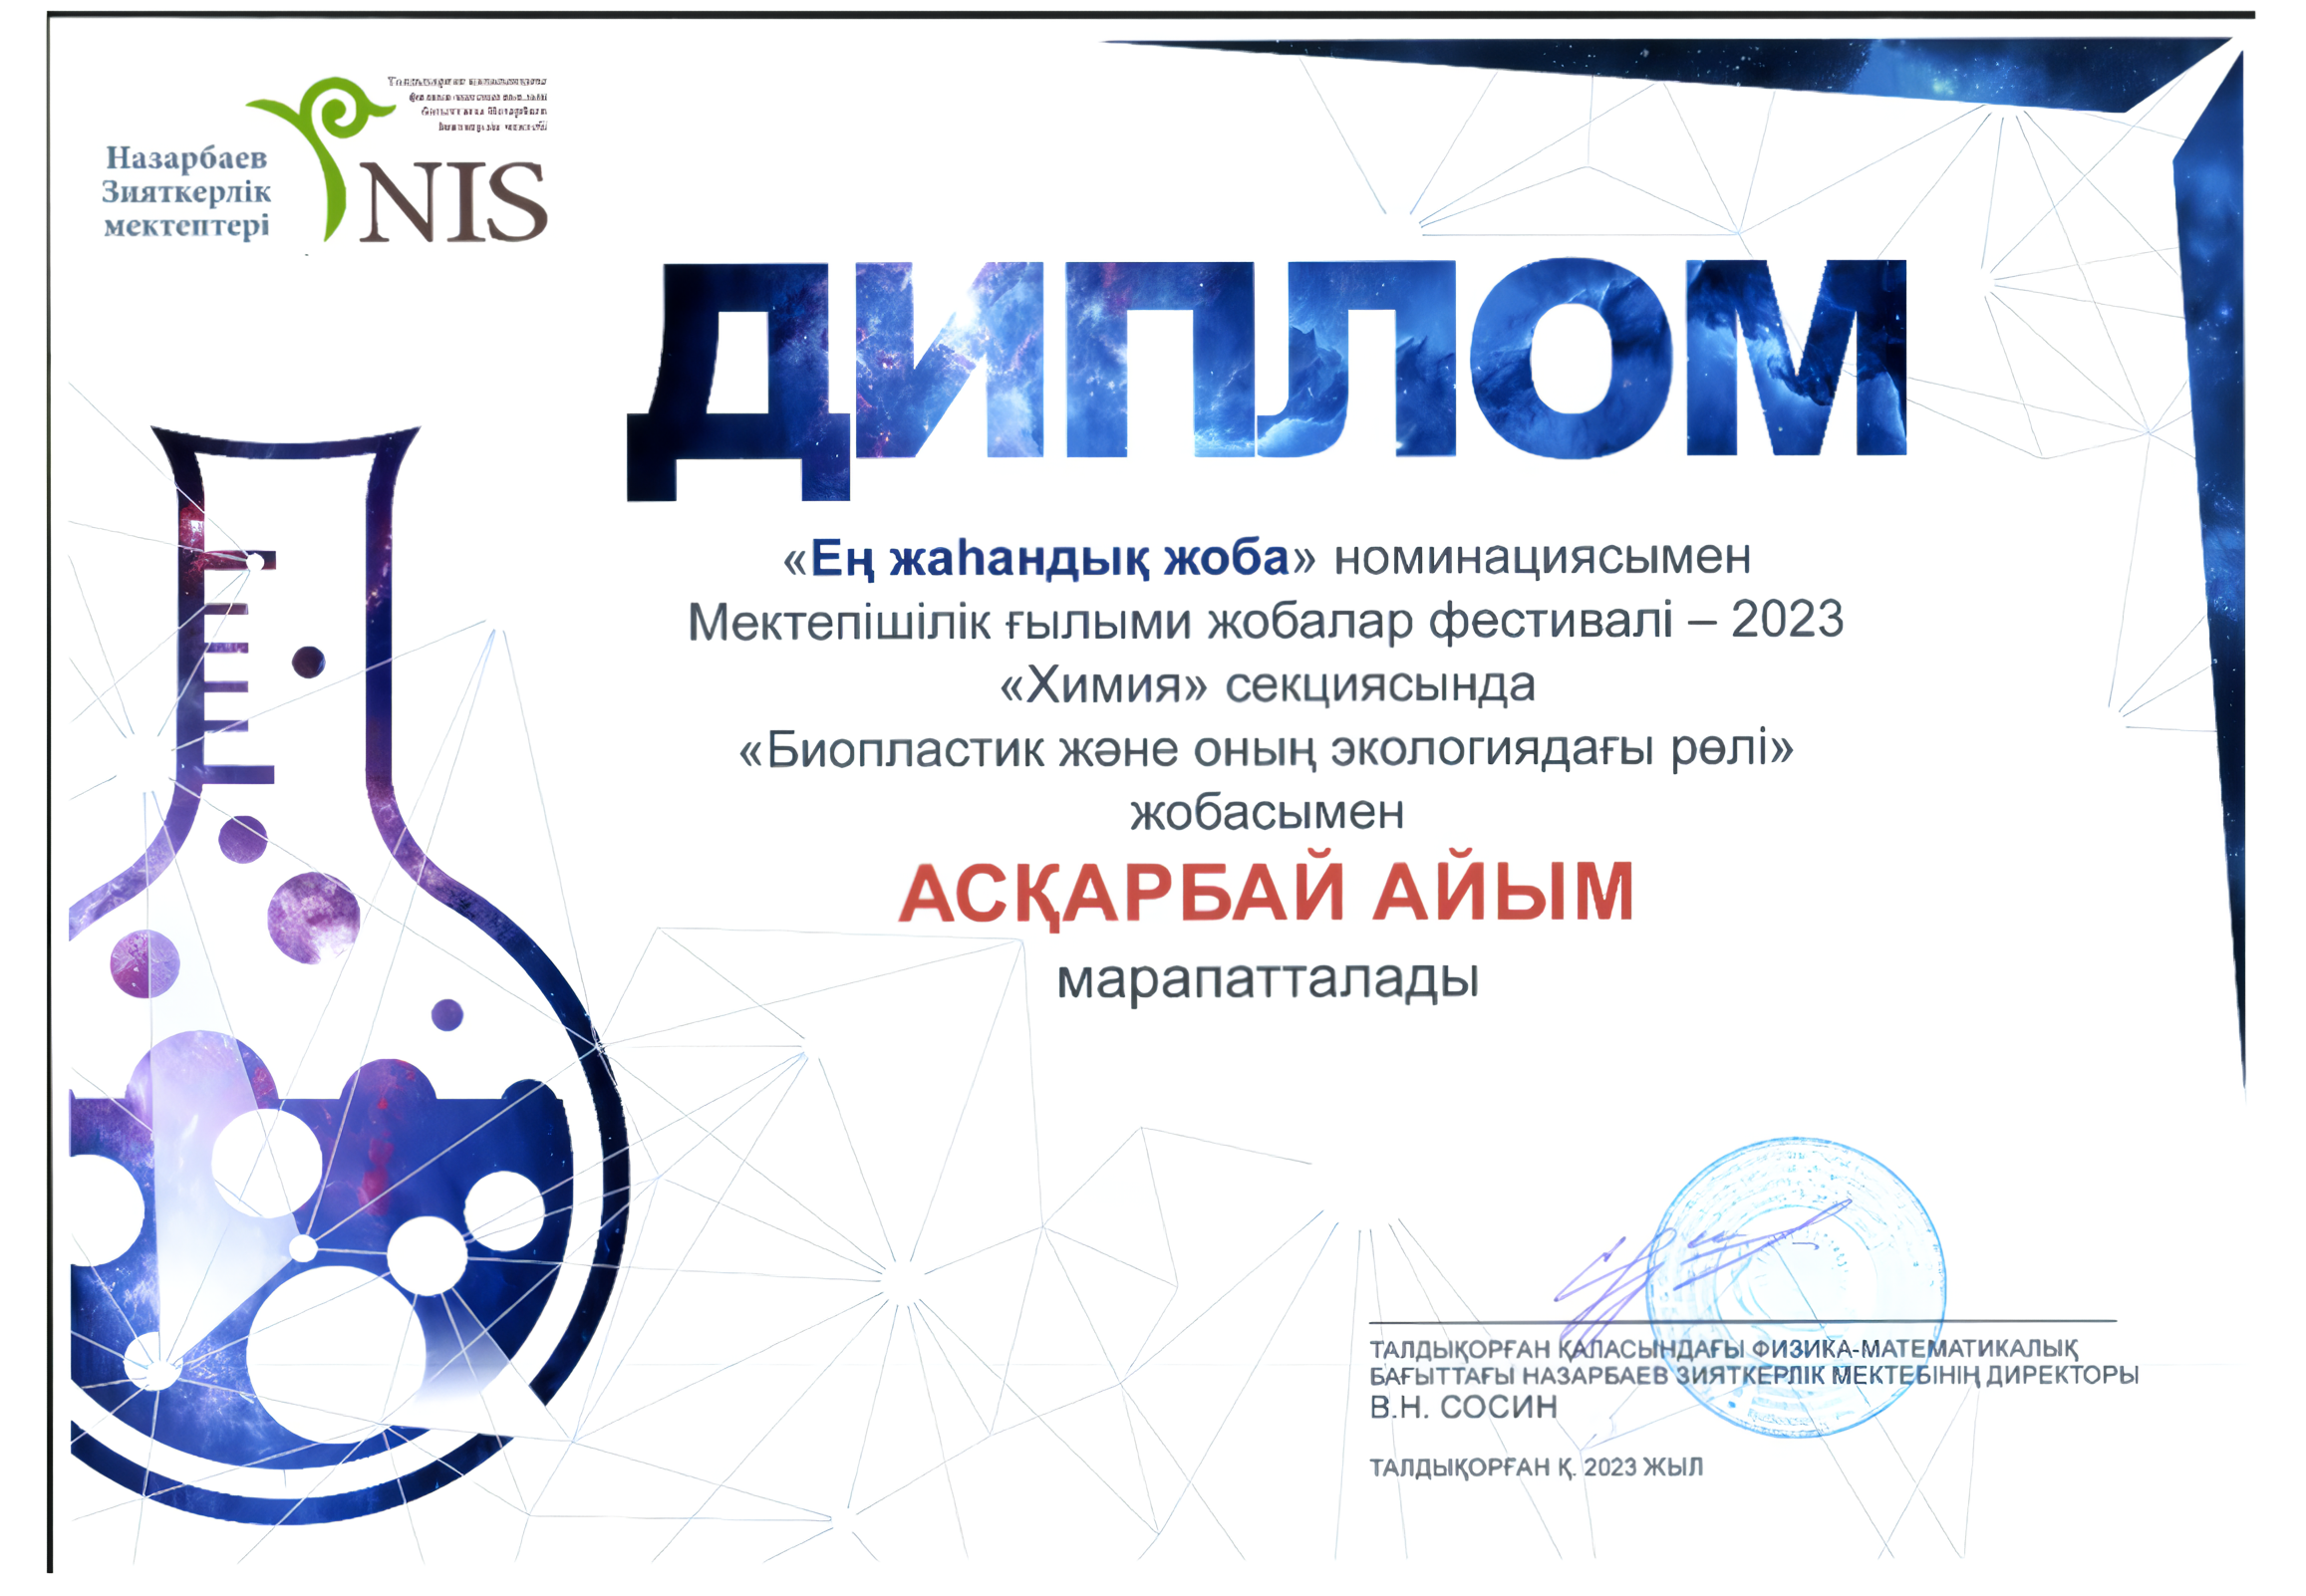 Назарбаев
Зияткерлік
мектептері
NIS
ДИПЛОМ
«Ең жаһандық жоба» номинациясымен
Мектепішілік ғылыми жобалар фестивалі – 2023
«Химия» секциясында
«Биопластик және оның экологиядағы рөлі»
жобасымен
АСҚАРБАЙ АЙЫМ
марапатталады
ТАЛДЫҚОРҒАН ҚАЛАСЫНДАҒЫ ФИЗИКА-МАТЕМАТИКАЛЫҚ
БАҒЫТТАҒЫ НАЗАРБАЕВ ЗИЯТКЕРЛІК МЕКТЕБІНІҢ ДИРЕКТОРЫ
В.Н. СОСИН
ТАЛДЫҚОРҒАН Қ. 2023 ЖЫЛ